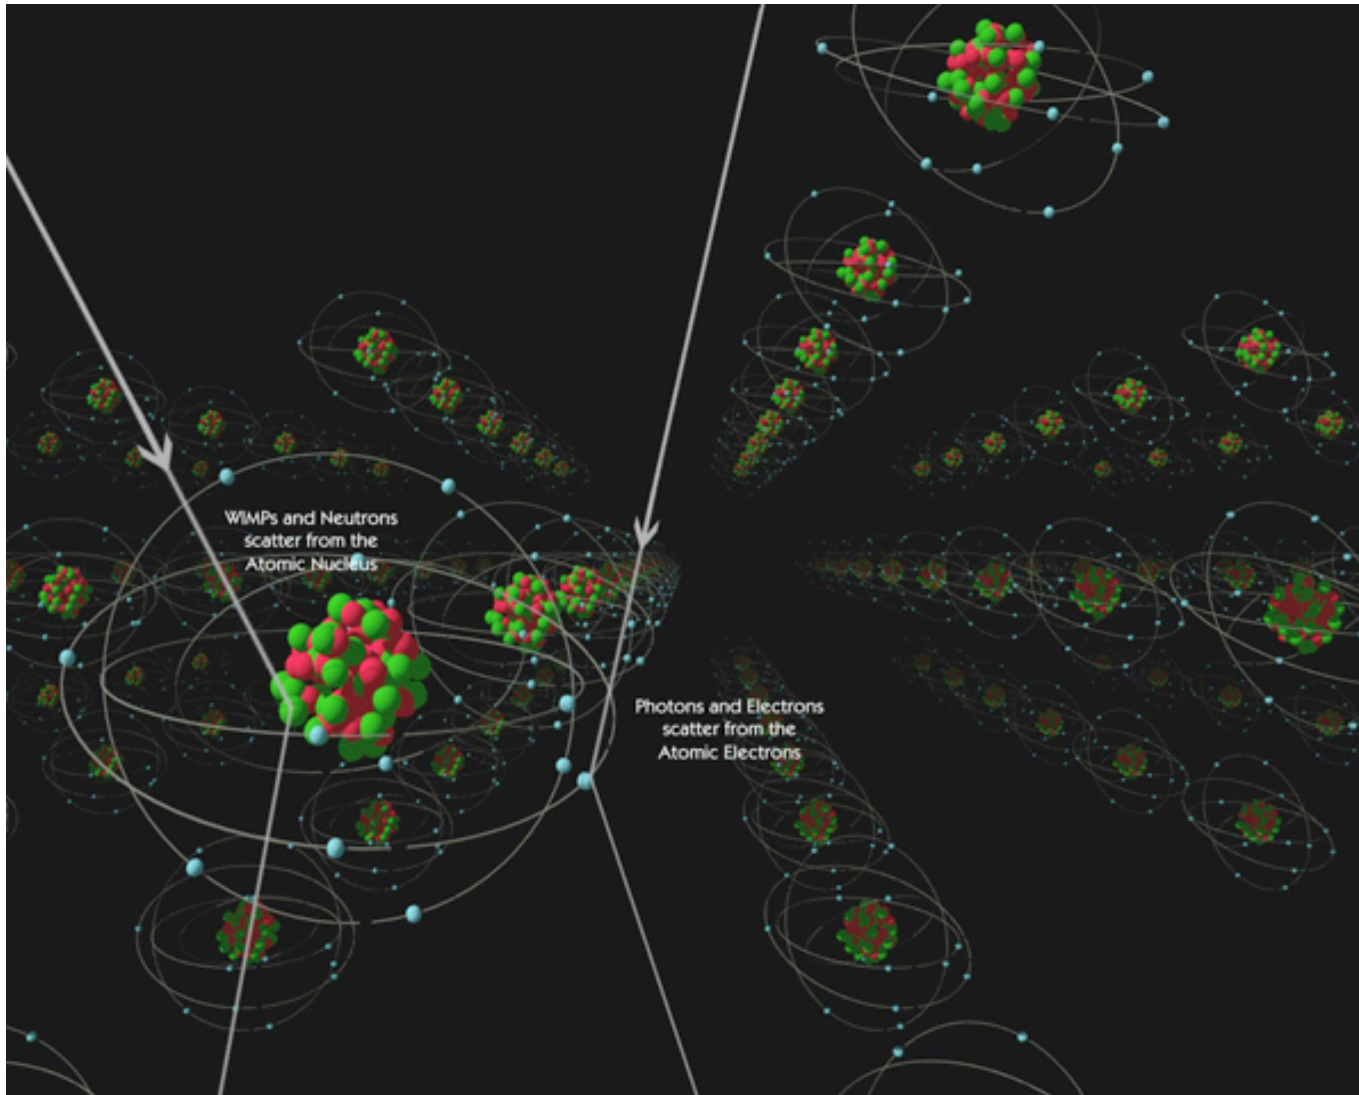 WIMPs and Neutrons
scatter from the
Atomic Nucleus
Photons and Electrons
scatter from the
Atomic Electrons